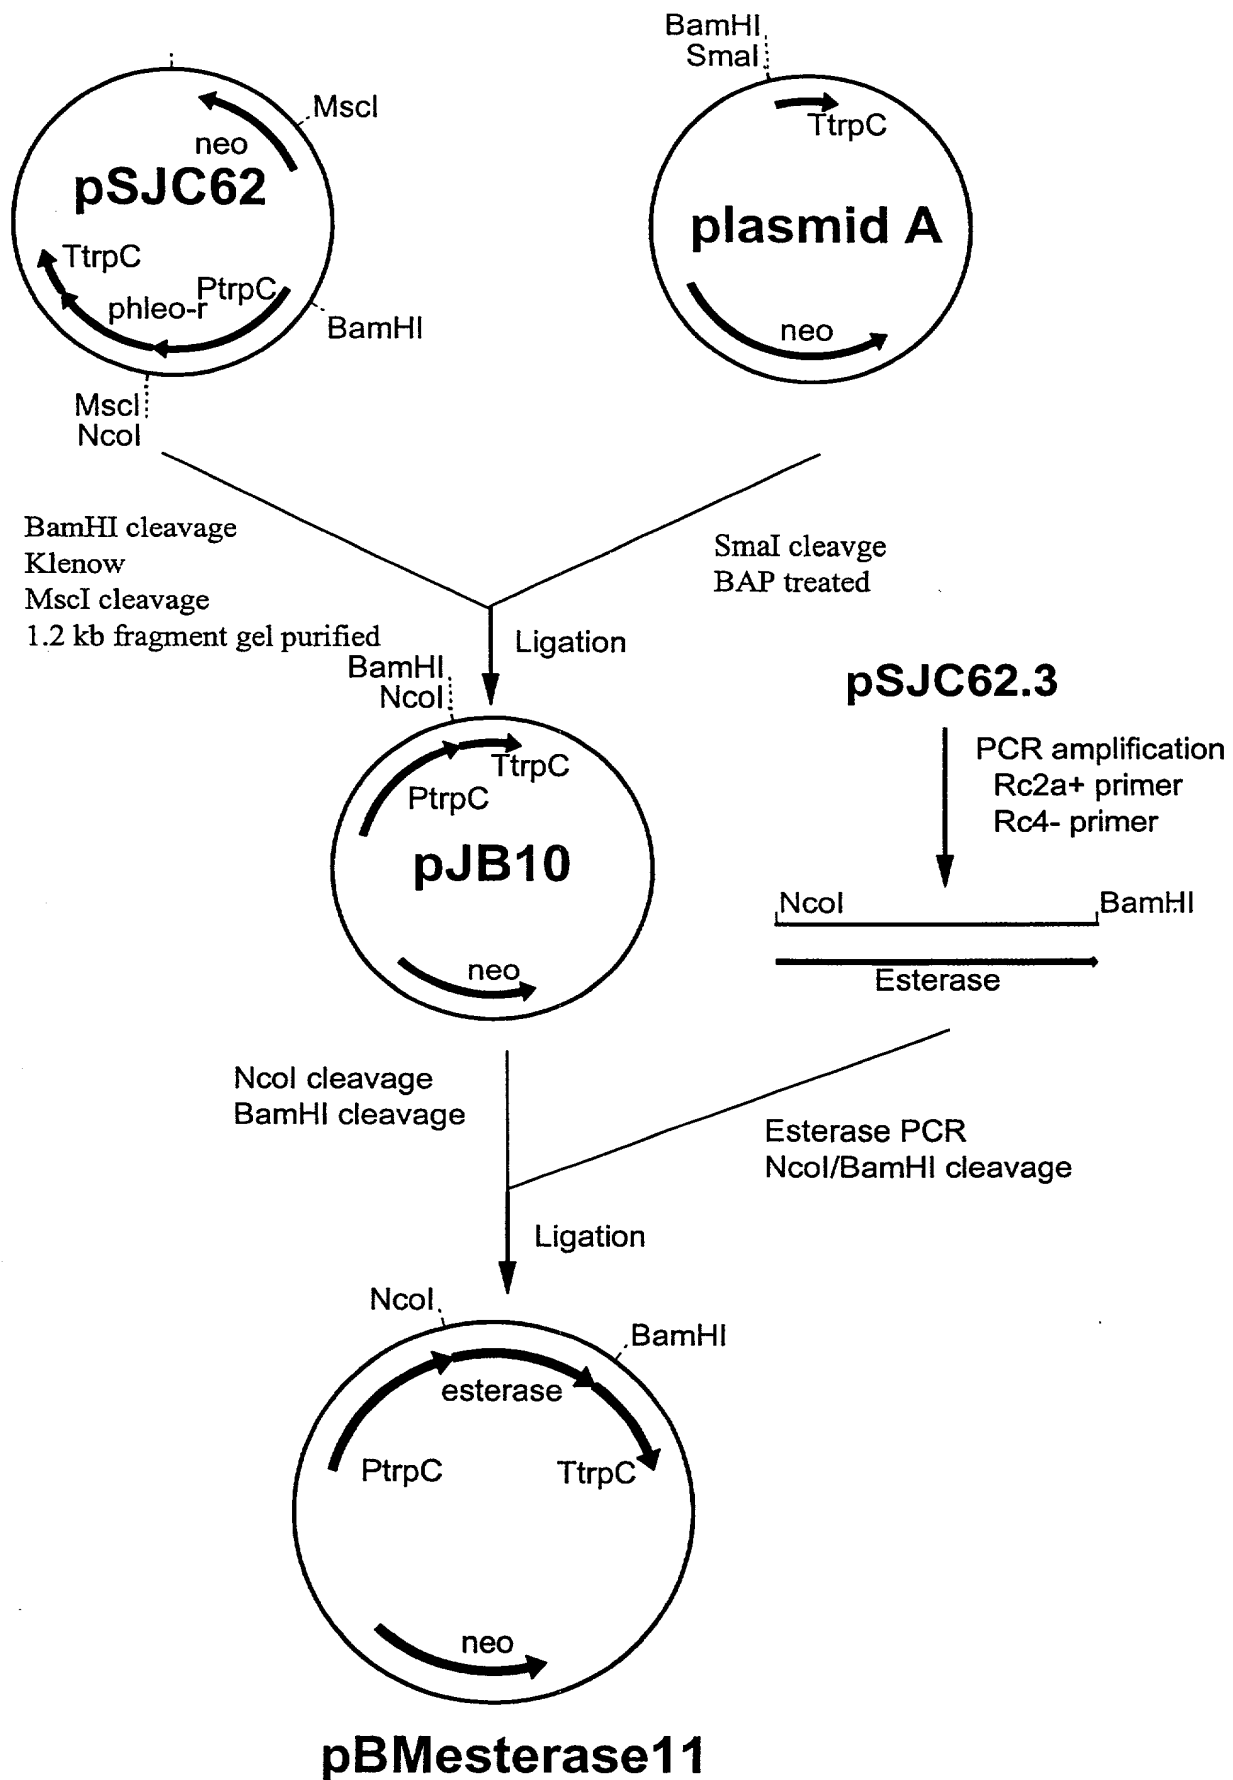 MscI
neo
pSJC62
TtrpC
PtrpC
phleo-r
BamHI
MscI
NcoI
BamHI
SmaI
TtrpC
plasmid A
neo
BamHI cleavage
Klenow
MscI cleavage
1.2 kb fragment gel purified
SmaI cleavge
BAP treated
Ligation
BamHI
NcoI
TtrpC
PtrpC
pJB10
neo
pSJC62.3
PCR amplification
Rc2a+ primer
Rc4- primer
NcoI
BamHI
Esterase
NcoI cleavage
BamHI cleavage
Esterase PCR
NcoI/BamHI cleavage
Ligation
NcoI
BamHI
esterase
PtrpC
TtrpC
neo
pBMesterase11